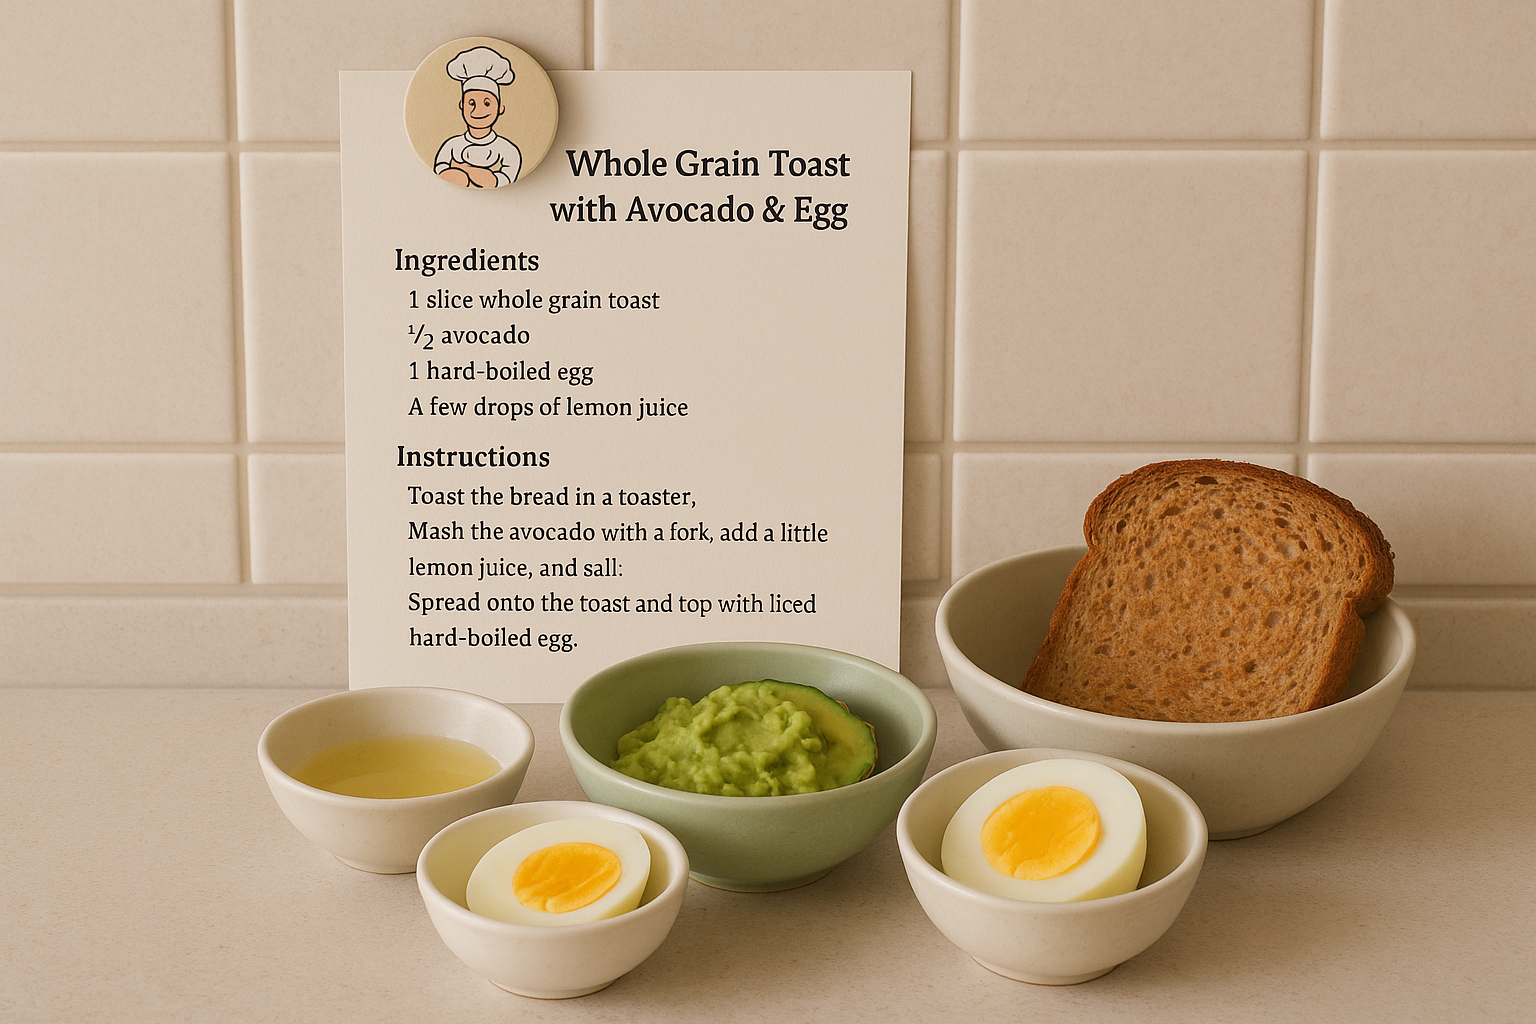 Whole Grain Toast
with Avocado & Egg
Ingredients
1 slice whole grain toast
½ avocado
1 hard-boiled egg
A few drops of lemon juice
Instructions
Toast the bread in a toaster,
Mash the avocado with a fork, add a little
lemon juice, and sall:
Spread onto the toast and top with liced
hard-boiled egg.